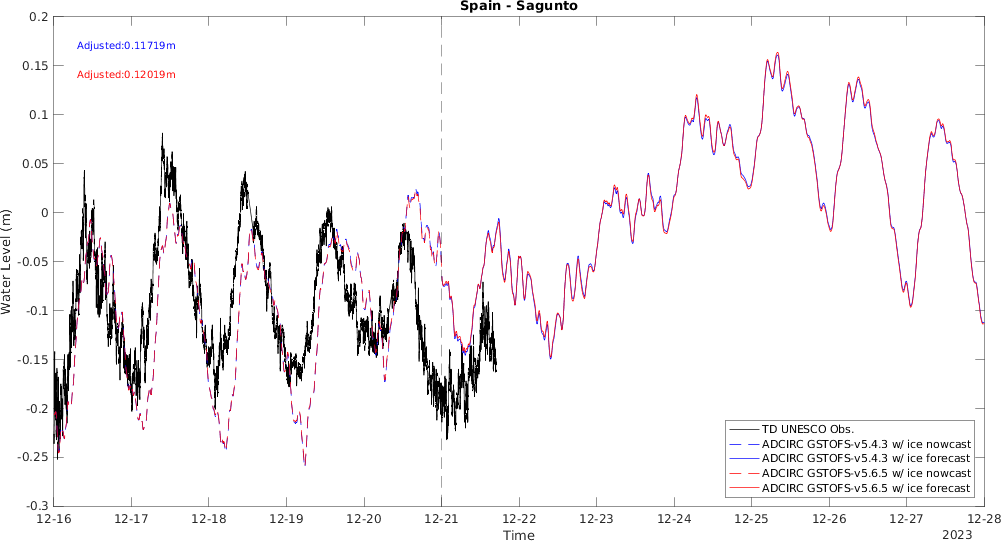 Spain - Sagunto
0.2
0.15
0.1
0.05
0
-0.05
-0.1
-0.15
-0.2
-0.25
-0.3
Water Level (m)
Adjusted:0.11719m
Adjusted:0.12019m
TD UNESCO Obs.
ADCIRC GSTOFS-v5.4.3 w/ ice nowcast
ADCIRC GSTOFS-v5.4.3 w/ ice forecast
ADCIRC GSTOFS-v5.6.5 w/ ice nowcast
ADCIRC GSTOFS-v5.6.5 w/ ice forecast
12-16 12-17 12-18 12-19 12-20 12-21 12-22 12-23 12-24 12-25 12-26 12-27 12-28
Time
2023